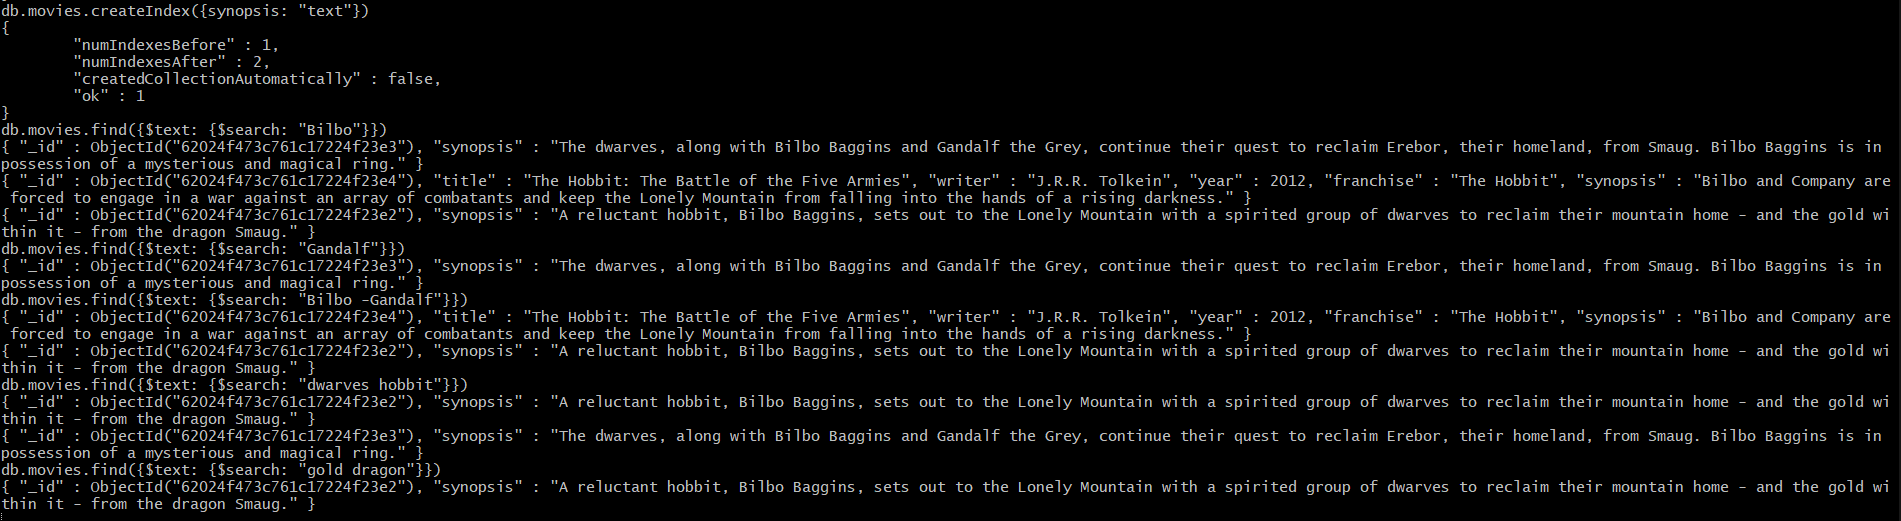 db.movies.createIndex({synopsis: "text"})
{
        "numIndexesBefore" : 1,
        "numIndexesAfter" : 2,
        "createdCollectionAutomatically" : false,
        "ok" : 1
}
db.movies.find({$text: {$search: "Bilbo"}})
{ "_id" : ObjectId("62024f473c761c17224f23e3"), "synopsis" : "The dwarves, along with Bilbo Baggins and Gandalf the Grey, continue their quest to reclaim Erebor, their homeland, from Smaug. Bilbo Baggins is in
possession of a mysterious and magical ring." }
{ "_id" : ObjectId("62024f473c761c17224f23e4"), "title" : "The Hobbit: The Battle of the Five Armies", "writer" : "J.R.R. Tolkein", "year" : 2012, "franchise" : "The Hobbit", "synopsis" : "Bilbo and Company are
 forced to engage in a war against an array of combatants and keep the Lonely Mountain from falling into the hands of a rising darkness." }
{ "_id" : ObjectId("62024f473c761c17224f23e2"), "synopsis" : "A reluctant hobbit, Bilbo Baggins, sets out to the Lonely Mountain with a spirited group of dwarves to reclaim their mountain home - and the gold wi
thin it - from the dragon Smaug." }
db.movies.find({$text: {$search: "Gandalf"}})
{ "_id" : ObjectId("62024f473c761c17224f23e3"), "synopsis" : "The dwarves, along with Bilbo Baggins and Gandalf the Grey, continue their quest to reclaim Erebor, their homeland, from Smaug. Bilbo Baggins is in
possession of a mysterious and magical ring." }
db.movies.find({$text: {$search: "Bilbo -Gandalf"}})
{ "_id" : ObjectId("62024f473c761c17224f23e4"), "title" : "The Hobbit: The Battle of the Five Armies", "writer" : "J.R.R. Tolkein", "year" : 2012, "franchise" : "The Hobbit", "synopsis" : "Bilbo and Company are
 forced to engage in a war against an array of combatants and keep the Lonely Mountain from falling into the hands of a rising darkness." }
{ "_id" : ObjectId("62024f473c761c17224f23e2"), "synopsis" : "A reluctant hobbit, Bilbo Baggins, sets out to the Lonely Mountain with a spirited group of dwarves to reclaim their mountain home - and the gold wi
thin it - from the dragon Smaug." }
db.movies.find({$text: {$search: "dwarves hobbit"}})
{ "_id" : ObjectId("62024f473c761c17224f23e2"), "synopsis" : "A reluctant hobbit, Bilbo Baggins, sets out to the Lonely Mountain with a spirited group of dwarves to reclaim their mountain home - and the gold wi
thin it - from the dragon Smaug." }
{ "_id" : ObjectId("62024f473c761c17224f23e3"), "synopsis" : "The dwarves, along with Bilbo Baggins and Gandalf the Grey, continue their quest to reclaim Erebor, their homeland, from Smaug. Bilbo Baggins is in
possession of a mysterious and magical ring." }
db.movies.find({$text: {$search: "gold dragon"}})
{ "_id" : ObjectId("62024f473c761c17224f23e2"), "synopsis" : "A reluctant hobbit, Bilbo Baggins, sets out to the Lonely Mountain with a spirited group of dwarves to reclaim their mountain home - and the gold wi
thin it - from the dragon Smaug." }